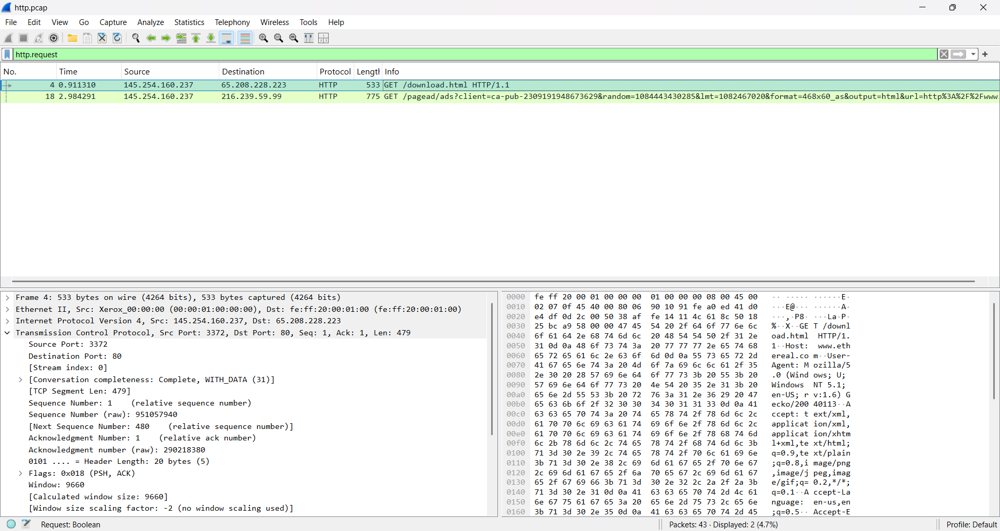 http.pcap
File Edit View Go Capture Analyze Statistics Telephony Wireless Tools Help
http.request
No. Time Source Destination Protocol Lengtl Info
4 0.911310 145.254.160.237 65.208.228.223 HTTP 533 GET /download.html HTTP/1.1
18 2.984291 145.254.160.237 216.239.59.99 HTTP 775 GET /pagead/ads?client=ca-pub-2309191948673629&random=1084443430285&lmt=1082467020&format=468x60_as&output=html&url=http%3A%2F%2Fwww
Frame 4: 533 bytes on wire (4264 bits), 533 bytes captured (4264 bits)
Ethernet II, Src: Xerox_00:00:00 (00:00:01:00:00:00), Dst: fe:ff:20:00:01:00 (fe:ff:20:00:01:00)
Internet Protocol Version 4, Src: 145.254.160.237, Dst: 65.208.228.223
Transmission Control Protocol, Src Port: 3372, Dst Port: 80, Seq: 1, Ack: 1, Len: 479
Source Port: 3372
Destination Port: 80
[Stream index: 0]
[Conversation completeness: Complete, WITH_DATA (31)]
[TCP Segment Len: 479]
Sequence Number: 1    (relative sequence number)
Sequence Number (raw): 951057940
[Next Sequence Number: 480    (relative sequence number)]
Acknowledgment Number: 1    (relative ack number)
Acknowledgment number (raw): 290218380
0101 .... = Header Length: 20 bytes (5)
Flags: 0x018 (PSH, ACK)
Window: 9660
[Calculated window size: 9660]
[Window size scaling factor: -2 (no window scaling used)]
0000 fe ff 20 00 01 00 00 00 01 00 00 00 08 00 45 00 ·· ····· ······E·
0010 02 07 0f 45 40 00 80 06 90 10 91 fe a0 ed 41 d0 ···E@··· ······A·
0020 e4 df 0d 2c 00 50 38 af fe 14 11 4c 61 8c 50 18 ···,·P8· ···La·P·
0030 25 bc a9 58 00 00 47 45 54 20 2f 64 6f 77 6e 6c %··X··GE T /downl
0040 6f 61 64 2e 68 74 6d 6c 20 48 54 54 50 2f 31 2e oad.html HTTP/1.
0050 31 0d 0a 48 6f 73 74 3a 20 77 77 77 2e 65 74 68 1··Host: www.eth
0060 65 72 65 61 6c 2e 63 6f 6d 0d 0a 55 73 65 72 2d ereal.co m··User-
0070 41 67 65 6e 74 3a 20 4d 6f 7a 69 6c 6c 61 2f 35 Agent: M ozilla/5
0080 2e 30 20 28 57 69 6e 64 6f 77 73 3b 20 55 3b 20 .0 (Wind ows; U;
0090 57 69 6e 64 6f 77 73 20 4e 54 20 35 2e 31 3b 20 Windows NT 5.1;
00a0 65 6e 2d 55 53 3b 20 72 76 3a 31 2e 36 29 20 47 en-US; r v:1.6) G
00b0 65 63 6b 6f 2f 32 30 30 34 30 31 31 33 0d 0a 41 ecko/200 40113··A
00c0 63 63 65 70 74 3a 20 74 65 78 74 2f 78 6d 6c 2c ccept: t ext/xml,
00d0 61 70 70 6c 69 63 61 74 69 6f 6e 2f 78 6d 6c 2c applicat ion/xml,
00e0 61 70 70 6c 69 63 61 74 69 6f 6e 2f 78 68 74 6d applicat ion/xhtm
00f0 6c 2b 78 6d 6c 2c 74 65 78 74 2f 68 74 6d 6c 3b l+xml,te xt/html;
0100 71 3d 30 2e 39 2c 74 65 78 74 2f 70 6c 61 69 6e q=0.9,te xt/plain
0110 3b 71 3d 30 2e 38 2c 69 6d 61 67 65 2f 70 6e 67 ;q=0.8,i mage/png
0120 2c 69 6d 61 67 65 2f 6a 70 65 67 2c 69 6d 61 67 ,image/j peg,imag
0130 65 2f 67 69 66 3b 71 3d 30 2e 32 2c 2a 2f 2a 3b e/gif;q= 0.2,*/*;
0140 71 3d 30 2e 31 0d 0a 41 63 63 65 70 74 2d 4c 61 q=0.1··A ccept-La
0150 6e 67 75 61 67 65 3a 20 65 6e 2d 75 73 2c 65 6e nguage: en-us,en
0160 3b 71 3d 30 2e 35 0d 0a 41 63 63 65 70 74 2d 45 ;q=0.5·· Accept-E
Request: Boolean
Packets: 43 · Displayed: 2 (4.7%)
Profile: Default